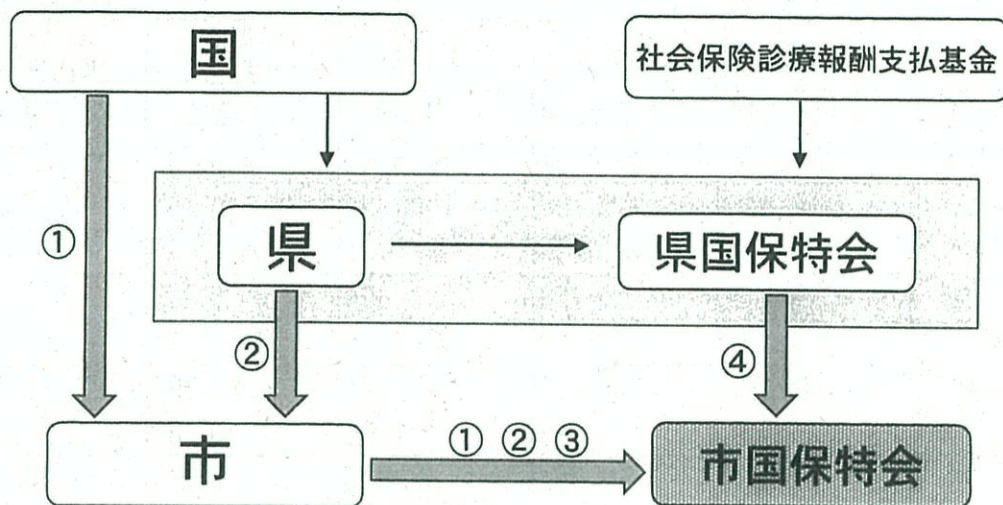 国
社会保険診療報酬支払基金
①
県
県国保特会
②
④
市
① ② ③
市国保特会